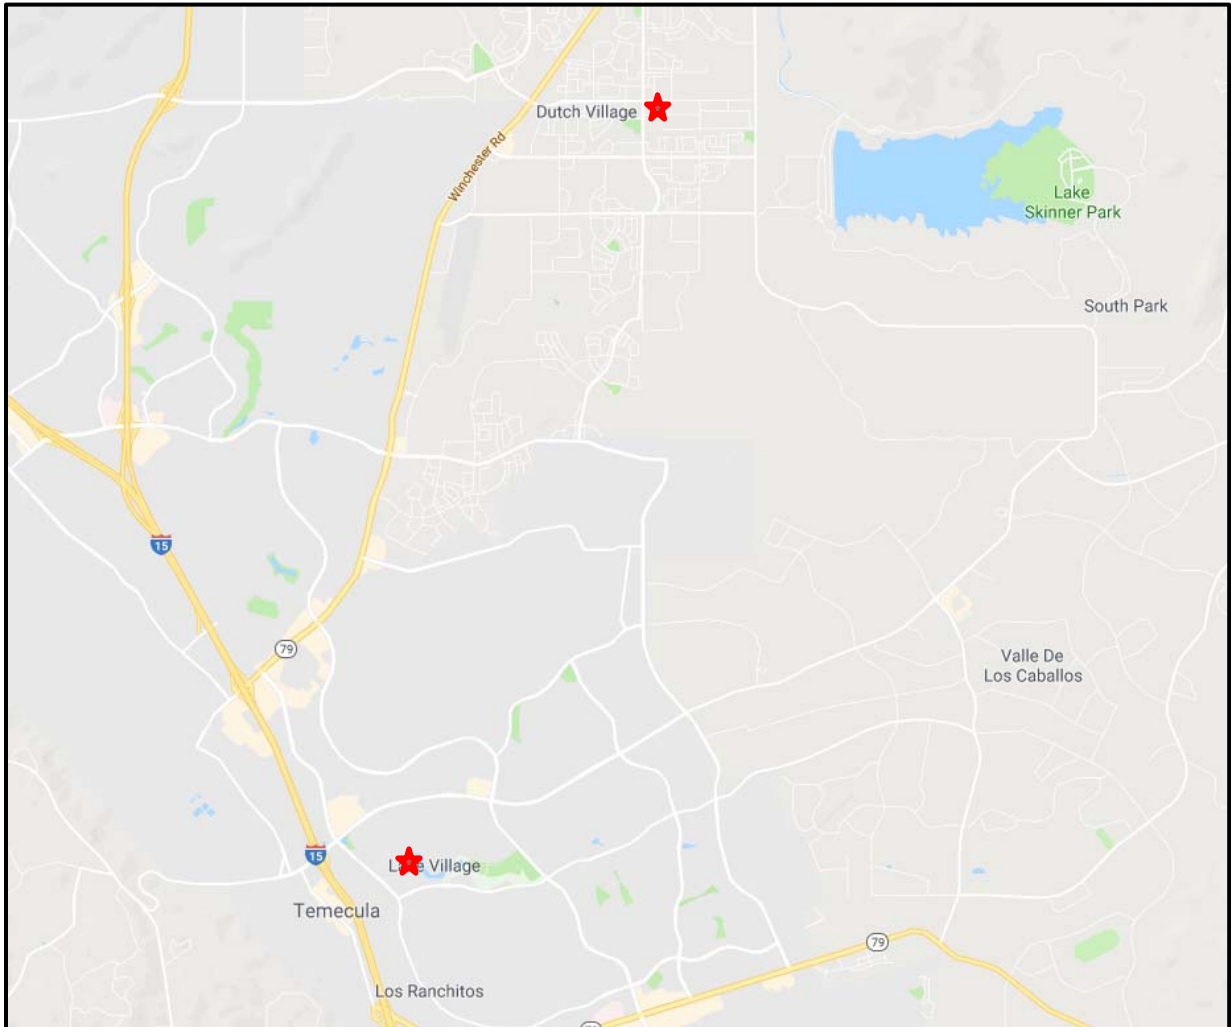 Dutch Village
Winchester Rd
Lake
Skinner Park
South Park
15
79
Valle De
Los Caballos
15
Lake Village
Temecula
79
Los Ranchitos